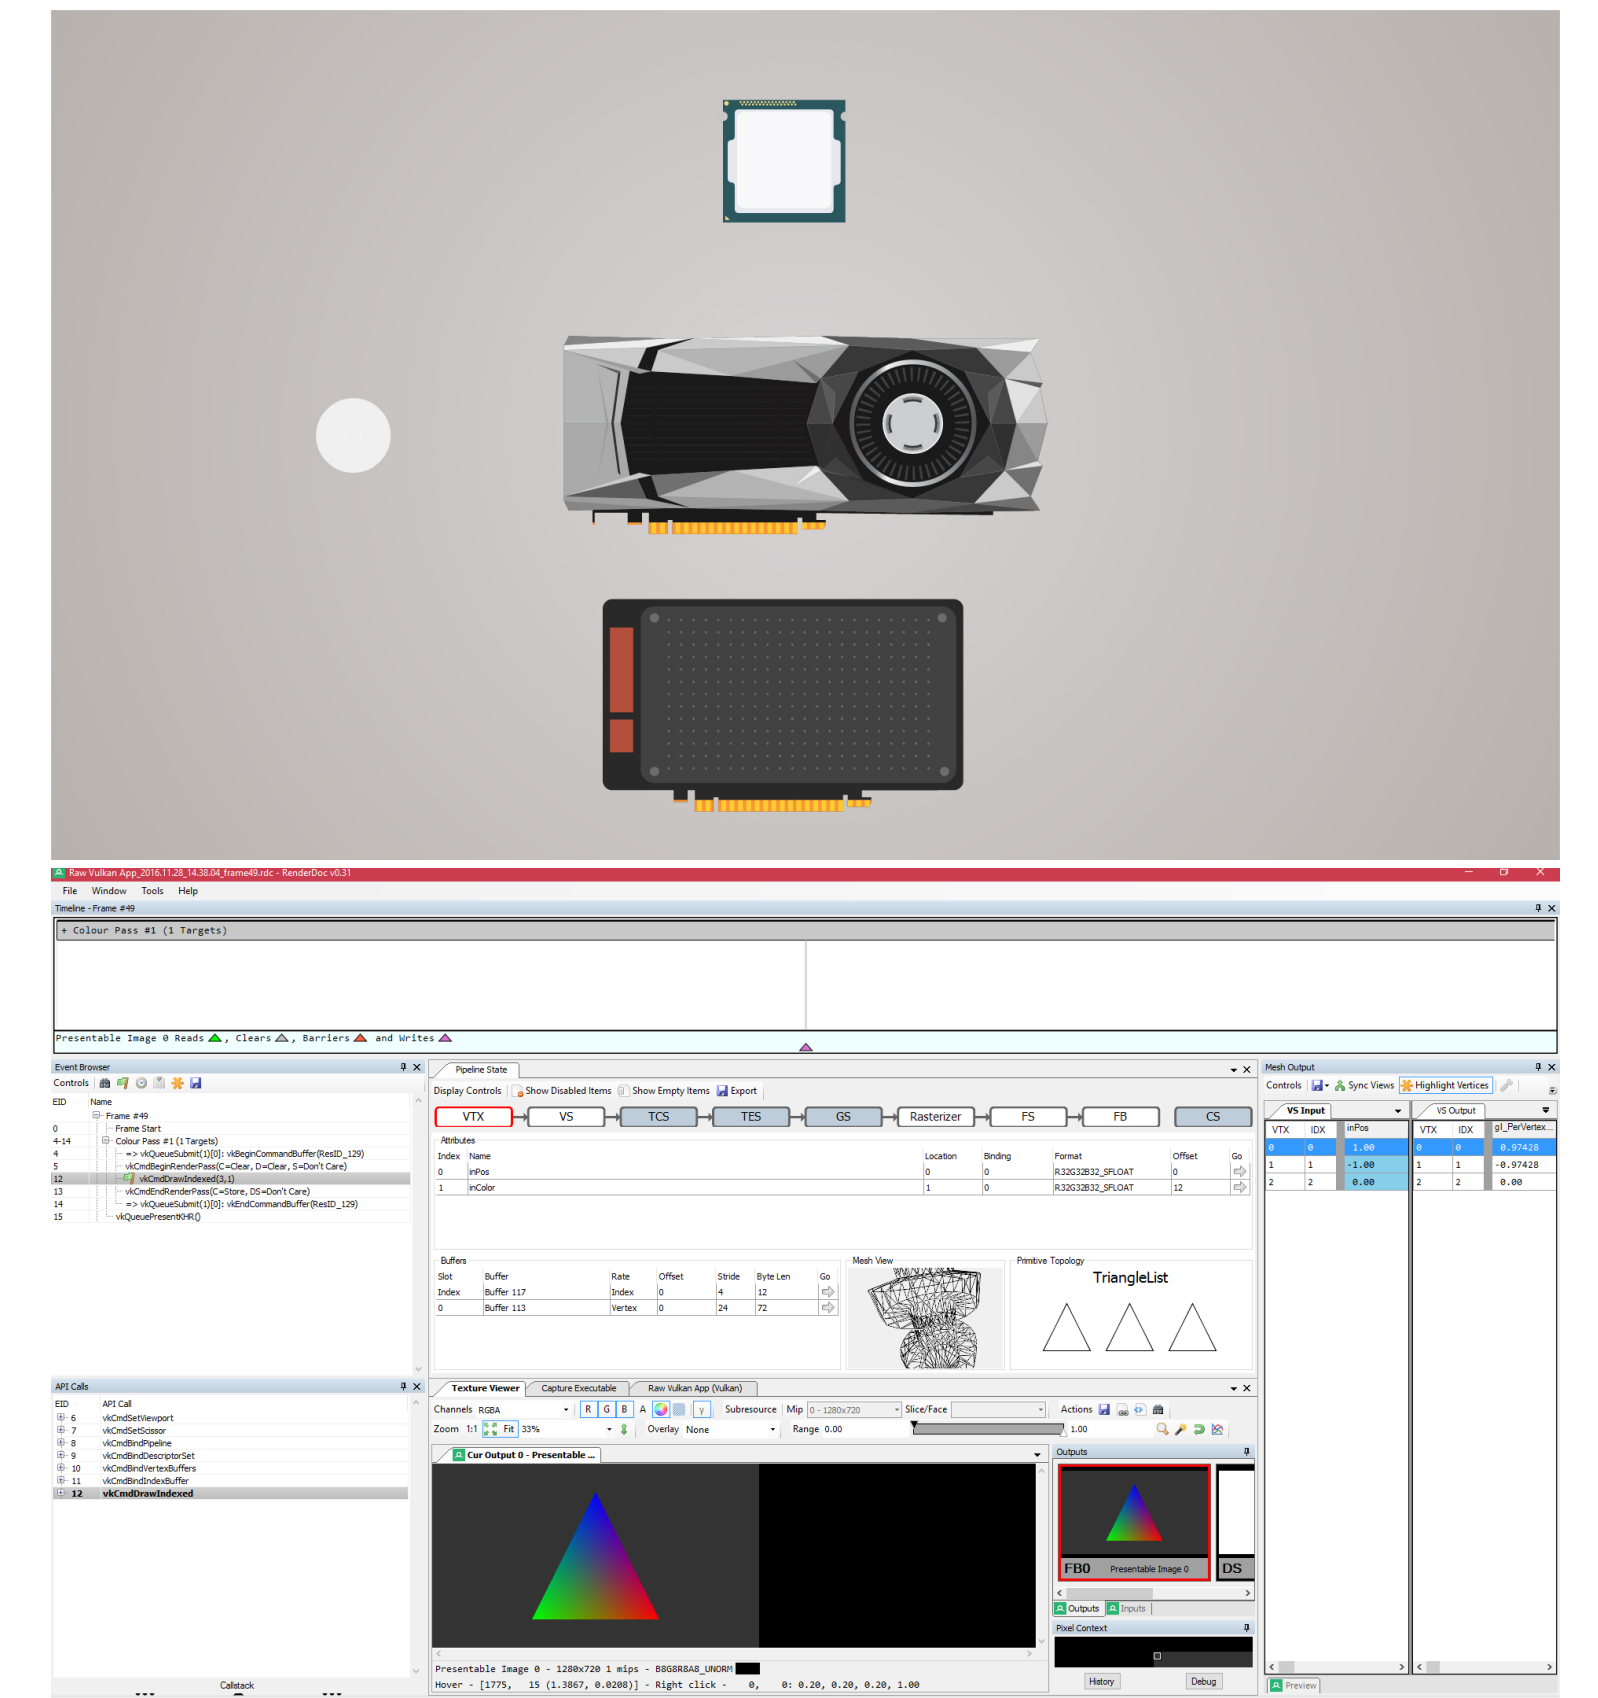 Raw Vulkan App_2016.11.28_14.38.04_frame49.rdc - RenderDoc v0.31
File Window Tools Help
Timeline - Frame #49
+ Colour Pass #1 (1 Targets)
Presentable Image 0 Reads , Clears , Barriers and Writes
Event Browser
Controls
EID Name
Frame #49
0 Frame Start
4-14 Colour Pass #1 (1 Targets)
4 => vkQueueSubmit(1)[0]: vkBeginCommandBuffer(ResID_129)
5 vkCmdBeginRenderPass(C=Clear, D=Clear, S=Don't Care)
12 vkCmdDrawIndexed(3,1)
13 vkCmdEndRenderPass(C=Store, DS=Don't Care)
14 => vkQueueSubmit(1)[0]: vkEndCommandBuffer(ResID_129)
15 vkQueuePresentKHR()
API Calls
EID API Call
6 vkCmdSetViewport
7 vkCmdSetScissor
8 vkCmdBindPipeline
9 vkCmdBindDescriptorSet
10 vkCmdBindVertexBuffers
11 vkCmdBindIndexBuffer
12 vkCmdDrawIndexed
Callstack
Pipeline State
Display Controls Show Disabled Items Show Empty Items Export
VTX VS TCS TES GS Rasterizer FS FB CS
Attributes
Index Name Location Binding Format Offset Go
0 inPos 0 0 R32G32B32_SFLOAT 0
1 inColor 1 0 R32G32B32_SFLOAT 12
Buffers
Slot Buffer Rate Offset Stride Byte Len Go
Index Buffer 117 Index 0 4 12
0 Buffer 113 Vertex 0 24 72
Mesh View
Primitive Topology
TriangleList
Texture Viewer Capture Executable Raw Vulkan App (Vulkan)
Channels RGBA R G B A γ Subresource Mip 0 - 1280x720 Slice/Face Actions
Zoom 1:1 Fit 33% Overlay None Range 0.00 1.00
Cur Output 0 - Presentable ...
Presentable Image 0 - 1280x720 1 mips - B8G8R8A8_UNORM
Hover - [1775, 15 (1.3867, 0.0208)] - Right click - 0, 0: 0.20, 0.20, 0.20, 1.00
Outputs
FB0 Presentable Image 0 DS
Outputs Inputs
Pixel Context
History Debug
Mesh Output
Controls Sync Views Highlight Vertices
VS Input
VTX IDX inPos
0 0 1.00
1 1 -1.00
2 2 0.00
VS Output
VTX IDX gl_PerVertex...
0 0 0.97428
1 1 -0.97428
2 2 0.00
Preview